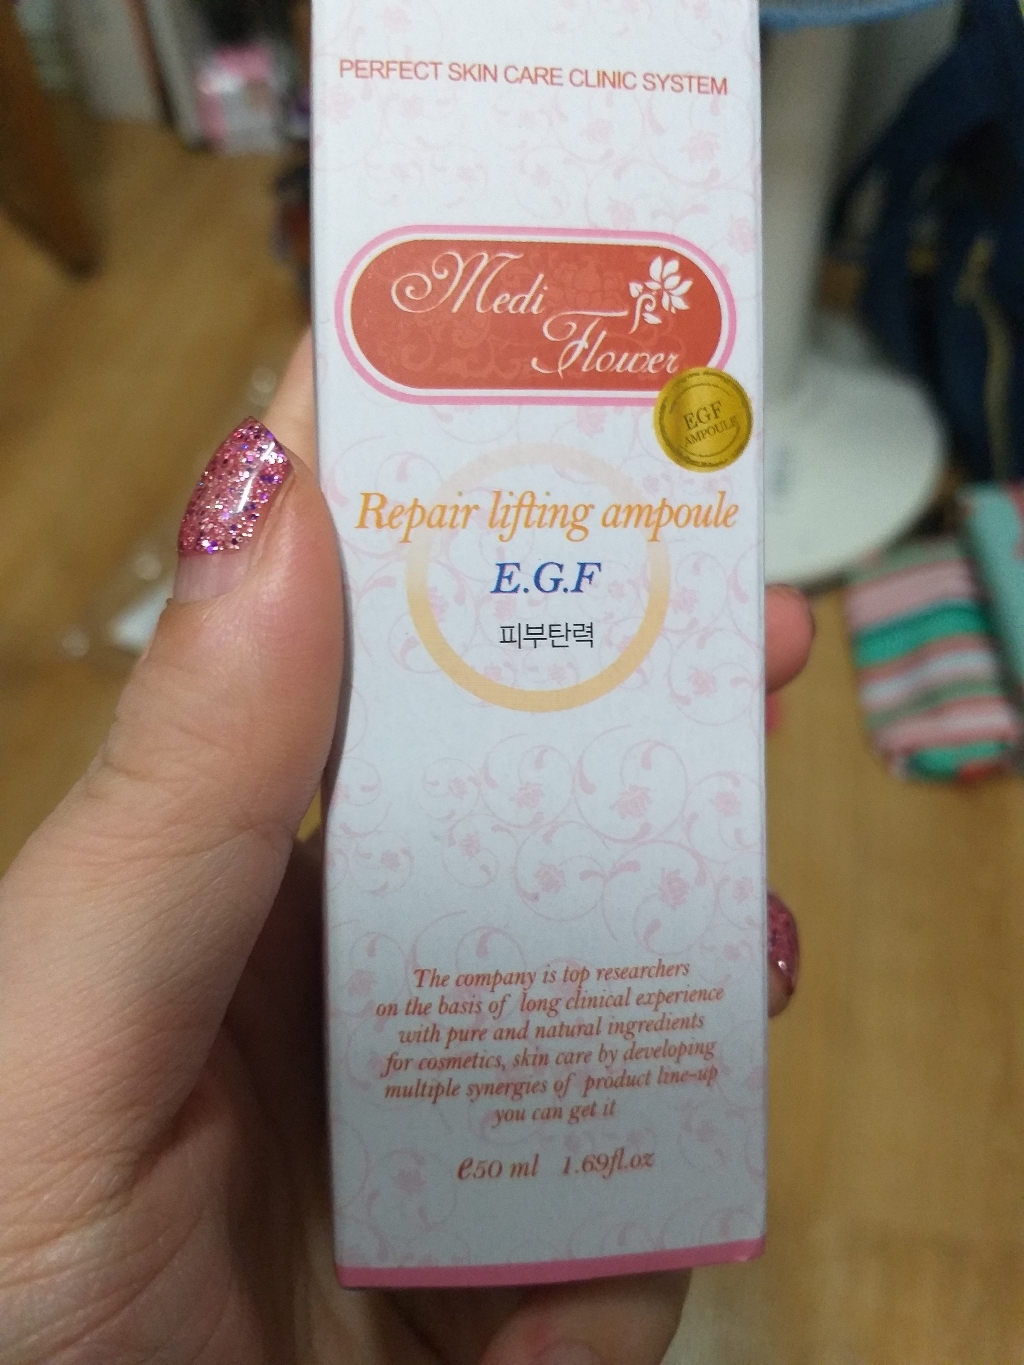 PERFECT SKIN CARE CLINIC SYSTEM
Medi
Flower
EGF
AMPOULE
Repair lifting ampoule
E.G.F
피부탄력
The company is top researchers
on the basis of long clinical experience
with pure and natural ingredients
for cosmetics, skin care by developing
multiple synergies of product line-up
you can get it
e50 ml 1.69fl.oz